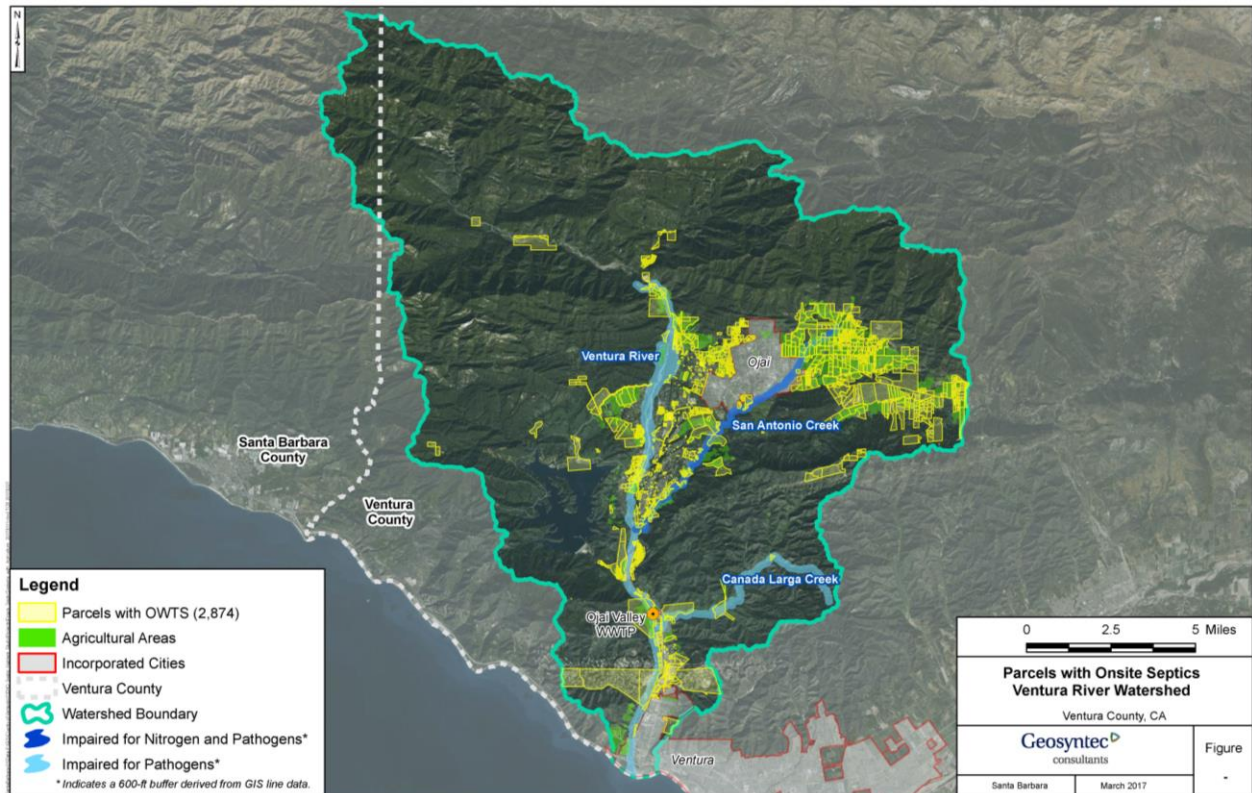 N
Ventura River
Ojai
San Antonio Creek
Santa Barbara
County
Ventura
County
Canada Larga Creek
Ojai Valley
WWTP
Ventura
Legend
Parcels with OWTS (2,874)
Agricultural Areas
Incorporated Cities
Ventura County
Watershed Boundary
Impaired for Nitrogen and Pathogens*
Impaired for Pathogens*
* Indicates a 600-ft buffer derived from GIS line data.
0 2.5 5 Miles
Parcels with Onsite Septics
Ventura River Watershed
Ventura County, CA
Geosyntec
consultants
Figure
-
Santa Barbara
March 2017